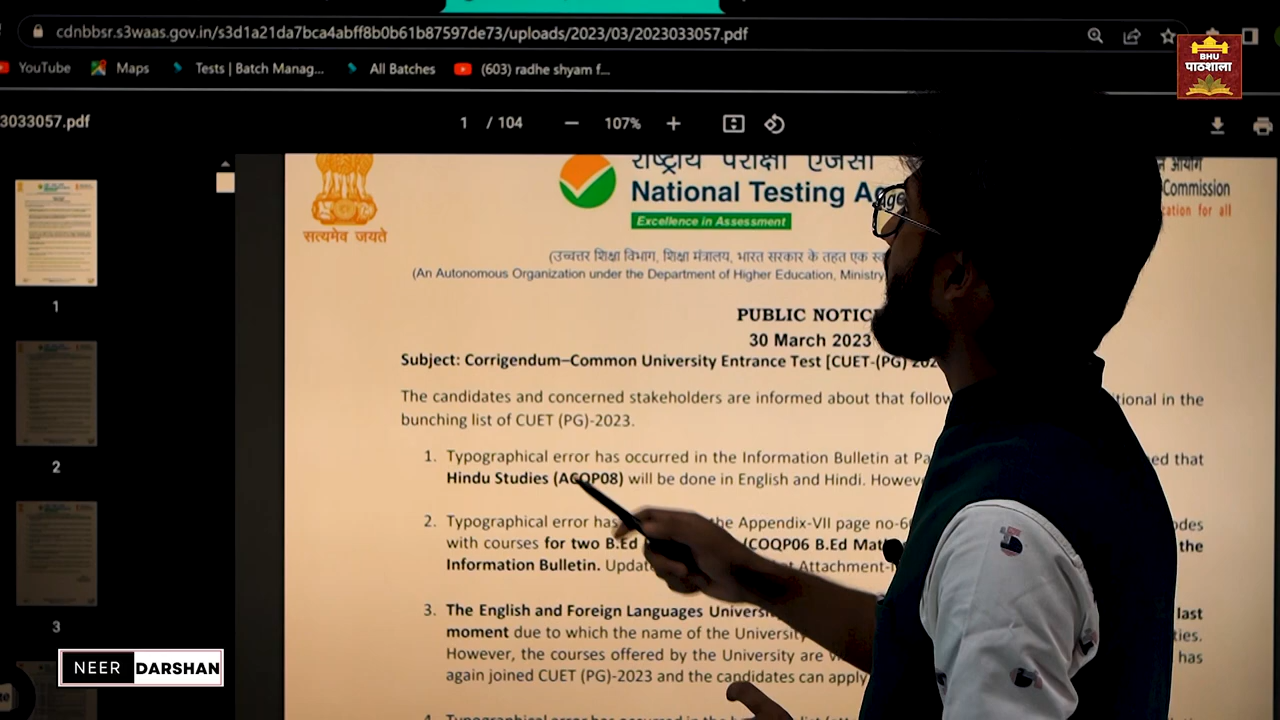 cdnbbsr.s3waas.gov.in/s3d1a21da7bca4abff8b0b61b87597de73/uploads/2023/03/2023033057.pdf
YouTube Maps Tests | Batch Manag... All Batches (603) radhe shyam f...
BHU
पाठशाला
3033057.pdf
1 / 104 107%
राष्ट्रीय परीक्षा एजेंसी
National Testing Age
Excellence in Assessment
आयोग
Commission
for all
सत्यमेव जयते
(उच्चतर शिक्षा विभाग, शिक्षा मंत्रालय, भारत सरकार के तहत एक
(An Autonomous Organization under the Department of Higher Education, Ministry
PUBLIC NOTIC
30 March 2023
Subject: Corrigendum–Common University Entrance Test [CUET-(PG) 202
The candidates and concerned stakeholders are informed about that follow tional in the
bunching list of CUET (PG)-2023.
1. Typographical error has occurred in the Information Bulletin at Pa ed that
Hindu Studies (ACQP08) will be done in English and Hindi. Howev
2. Typographical error has the Appendix-VII page no-6 odes
with courses for two B.Ed (COQP06 B.Ed Mat the
Information Bulletin. Updat at Attachment-I
3. The English and Foreign Languages Universi last
moment due to which the name of the University ties.
However, the courses offered by the University are v has
again joined CUET (PG)-2023 and the candidates can apply
1
2
3
NEER DARSHAN